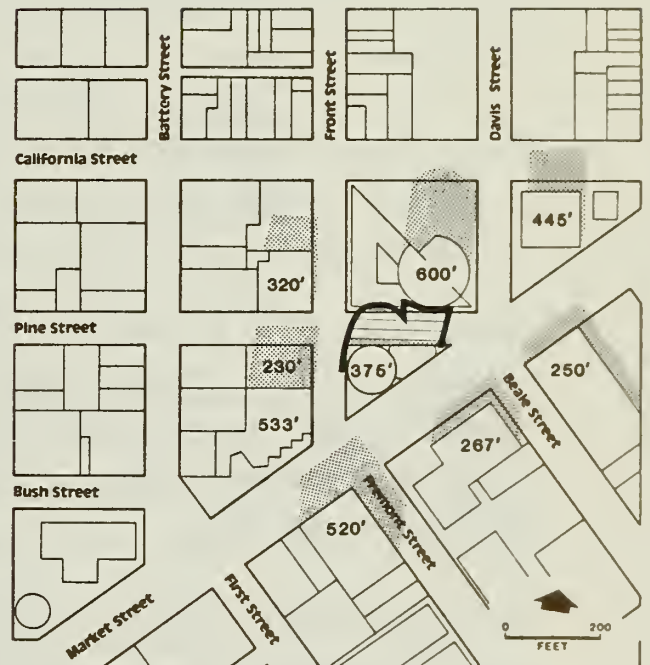 Battery Street
Front Street
Davis Street
California Street
445'
600'
320'
Pine Street
230'
375'
250'
533'
Beale Street
267'
Bush Street
520'
Fremont Street
First Street
Market Street
0 200
FEET